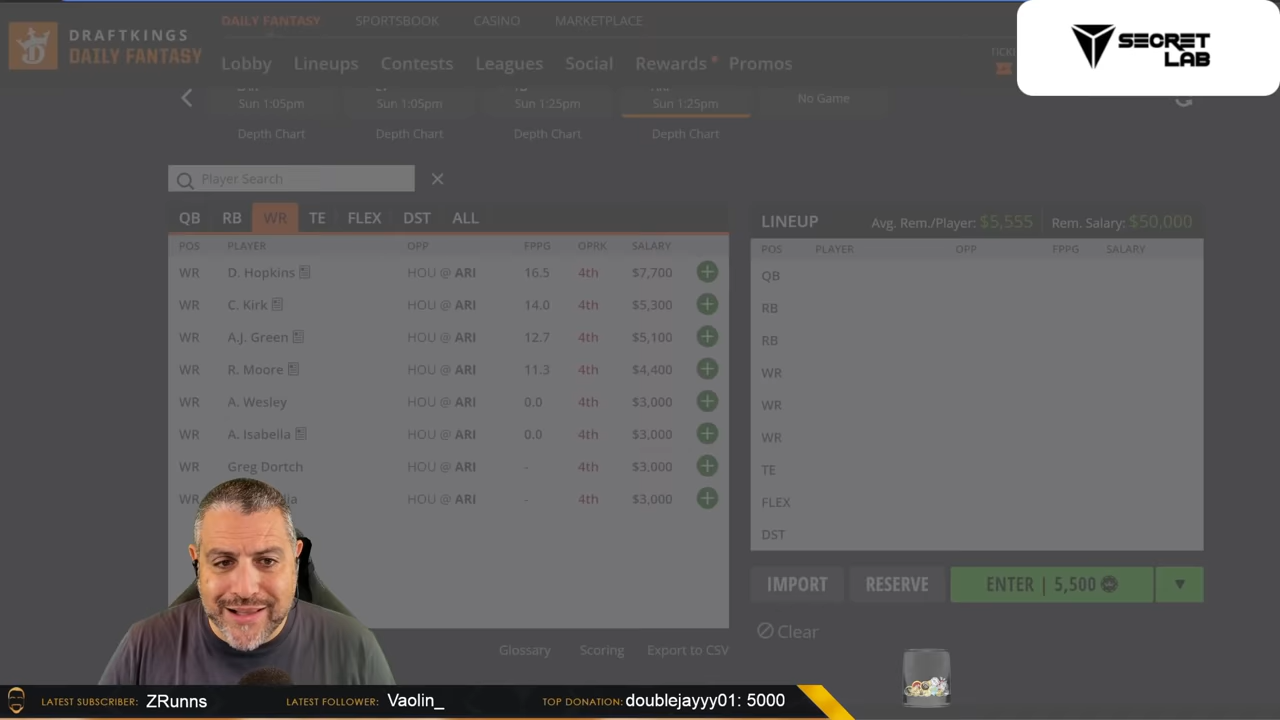 DRAFTKINGS
DAILY FANTASY
DAILY FANTASY SPORTSBOOK CASINO MARKETPLACE
Lobby Lineups Contests Leagues Social Rewards Promos
SECRET
LAB
Sun 1:05pm Sun 1:05pm Sun 1:25pm Sun 1:25pm No Game
Depth Chart Depth Chart Depth Chart Depth Chart
Player Search
QB RB WR TE FLEX DST ALL
POS PLAYER OPP FPPG OPRK SALARY
WR D. Hopkins HOU @ ARI 16.5 4th $7,700
WR C. Kirk HOU @ ARI 14.0 4th $5,300
WR A.J. Green HOU @ ARI 12.7 4th $5,100
WR R. Moore HOU @ ARI 11.3 4th $4,400
WR A. Wesley HOU @ ARI 0.0 4th $3,000
WR A. Isabella HOU @ ARI 0.0 4th $3,000
WR Greg Dortch HOU @ ARI - 4th $3,000
WR HOU @ ARI - 4th $3,000
LINEUP Avg. Rem./Player: $5,555 Rem. Salary: $50,000
POS PLAYER OPP FPPG SALARY
QB
RB
RB
WR
WR
WR
TE
FLEX
DST
IMPORT RESERVE ENTER | 5,500
Clear
Glossary Scoring Export to CSV
LATEST SUBSCRIBER: ZRunns LATEST FOLLOWER: Vaolin_ TOP DONATION: doublejayyy01: 5000